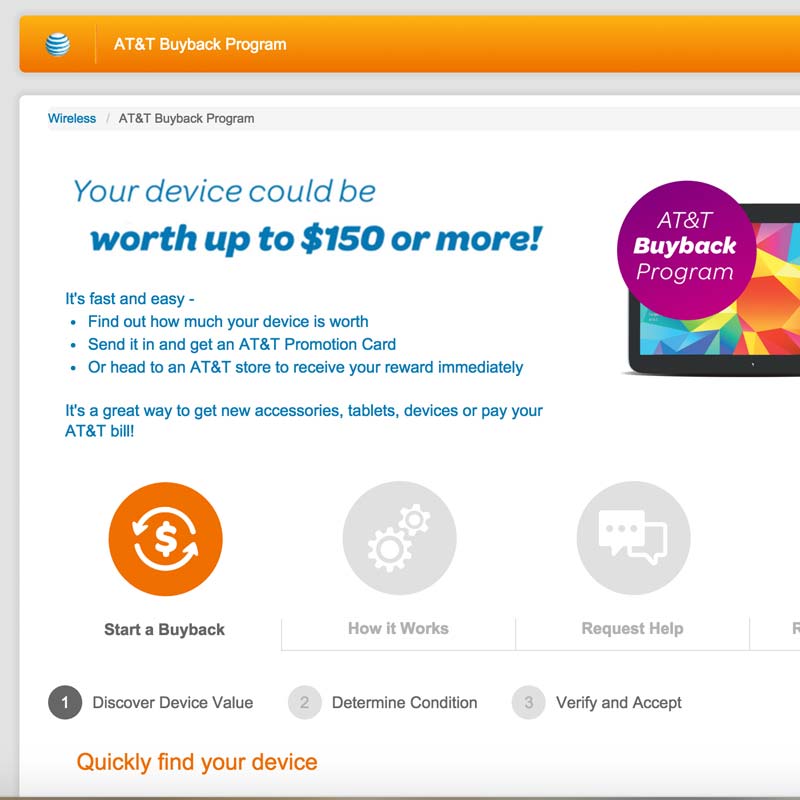 AT&T Buyback Program
Wireless / AT&T Buyback Program
Your device could be
worth up to $150 or more!
AT&T
Buyback
Program
It's fast and easy -
• Find out how much your device is worth
• Send it in and get an AT&T Promotion Card
• Or head to an AT&T store to receive your reward immediately
It's a great way to get new accessories, tablets, devices or pay your
AT&T bill!
$
Start a Buyback
How it Works
Request Help
R
1 Discover Device Value
2 Determine Condition
3 Verify and Accept
Quickly find your device